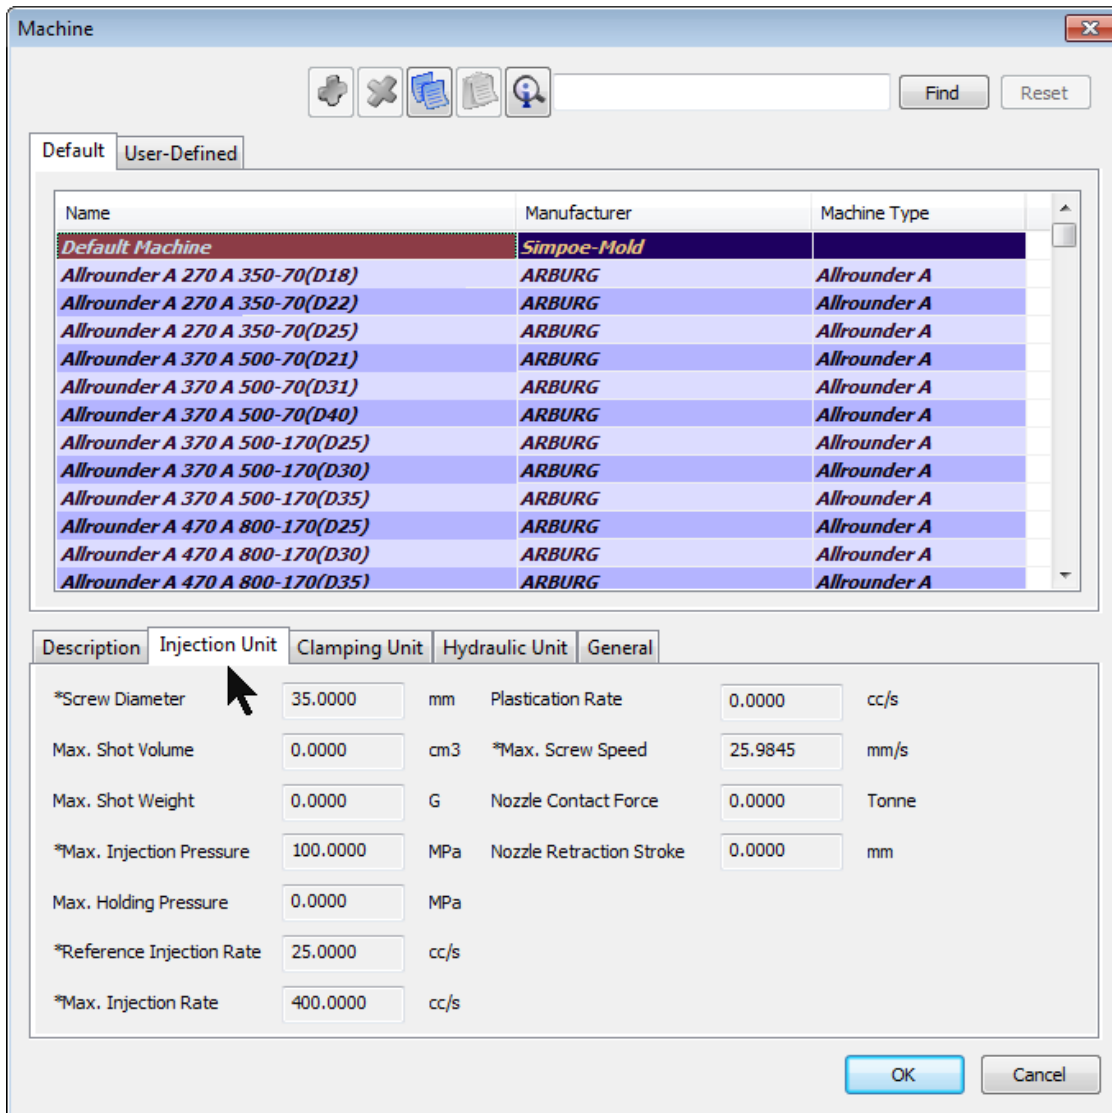 Machine
Find Reset
Default User-Defined
Name Manufacturer Machine Type
Default Machine Simpoe-Mold
Allrounder A 270 A 350-70(D18) ARBURG Allrounder A
Allrounder A 270 A 350-70(D22) ARBURG Allrounder A
Allrounder A 270 A 350-70(D25) ARBURG Allrounder A
Allrounder A 370 A 500-70(D21) ARBURG Allrounder A
Allrounder A 370 A 500-70(D31) ARBURG Allrounder A
Allrounder A 370 A 500-70(D40) ARBURG Allrounder A
Allrounder A 370 A 500-170(D25) ARBURG Allrounder A
Allrounder A 370 A 500-170(D30) ARBURG Allrounder A
Allrounder A 370 A 500-170(D35) ARBURG Allrounder A
Allrounder A 470 A 800-170(D25) ARBURG Allrounder A
Allrounder A 470 A 800-170(D30) ARBURG Allrounder A
Allrounder A 470 A 800-170(D35) ARBURG Allrounder A
Description Injection Unit Clamping Unit Hydraulic Unit General
*Screw Diameter 35.0000 mm Plastication Rate 0.0000 cc/s
Max. Shot Volume 0.0000 cm3 *Max. Screw Speed 25.9845 mm/s
Max. Shot Weight 0.0000 G Nozzle Contact Force 0.0000 Tonne
*Max. Injection Pressure 100.0000 MPa Nozzle Retraction Stroke 0.0000 mm
Max. Holding Pressure 0.0000 MPa
*Reference Injection Rate 25.0000 cc/s
*Max. Injection Rate 400.0000 cc/s
OK Cancel